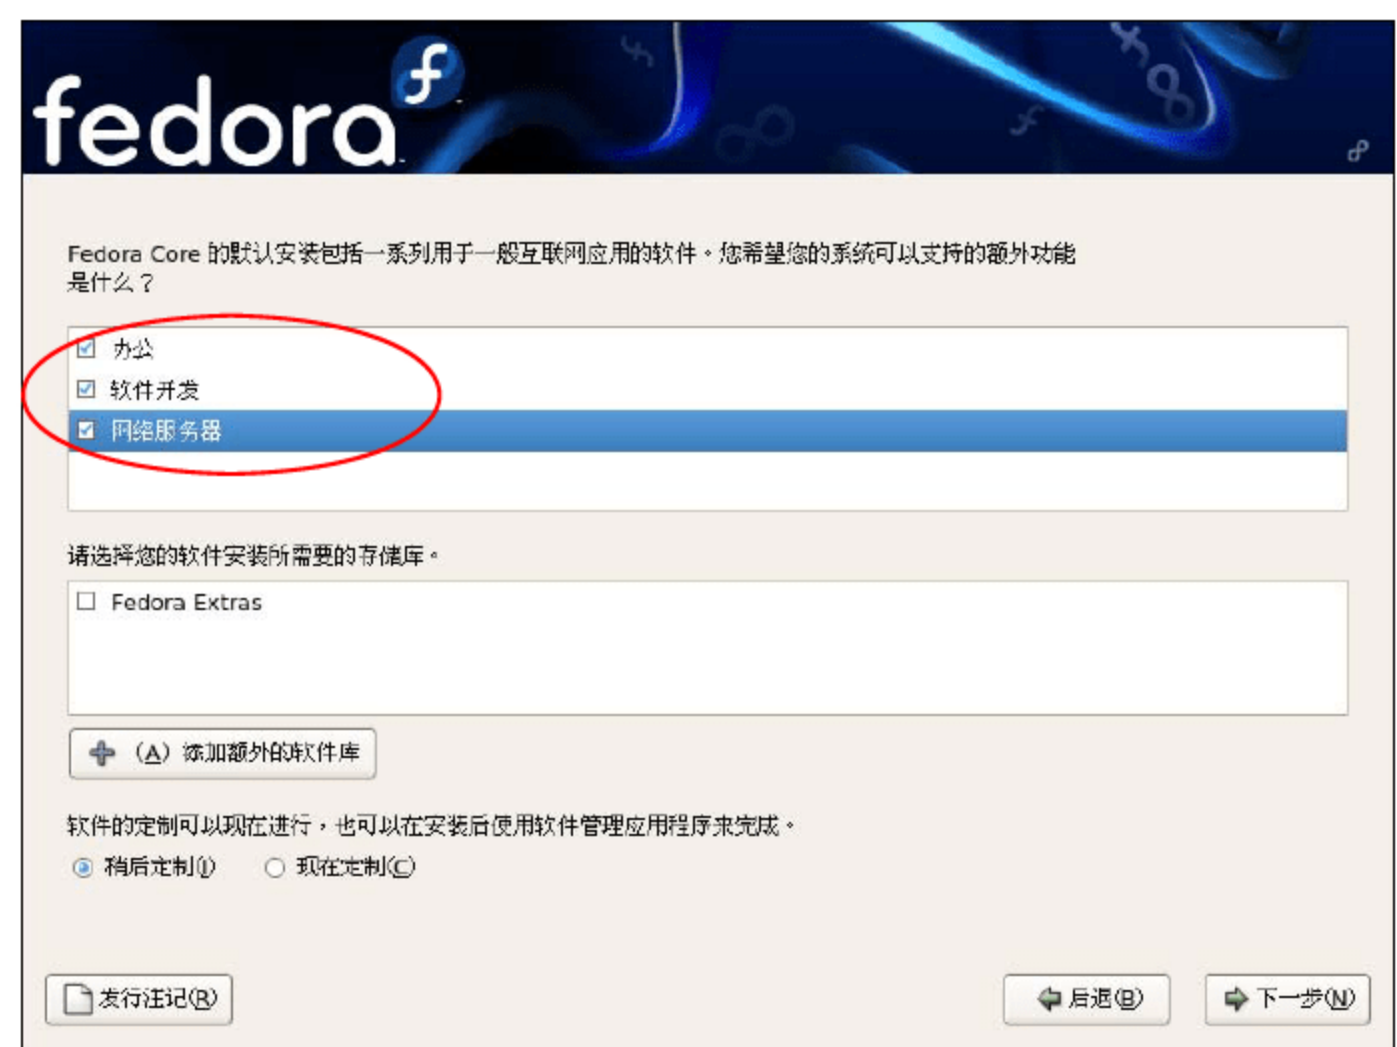 fedora
Fedora Core 的默认安装包括一系列用于一般互联网应用的软件。您希望您的系统可以支持的额外功能
是什么？
办公
软件开发
网络服务器
请选择您的软件安装所需要的存储库。
Fedora Extras
(A) 添加额外的软件库
软件的定制可以现在进行，也可以在安装后使用软件管理应用程序来完成。
稍后定制(l) 现在定制(C)
发行注记(R) 后退(B) 下一步(N)